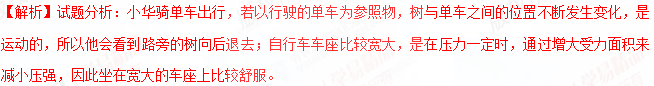 【解析】试题分析：小华骑单车出行，若以行驶的单车为参照物，树与单车之间的位置不断发生变化，是
运动的，所以他会看到路旁的树向后退去；自行车车座比较宽大，是在压力一定时，通过增大受力面积来
减小压强，因此坐在宽大的车座上比较舒服。